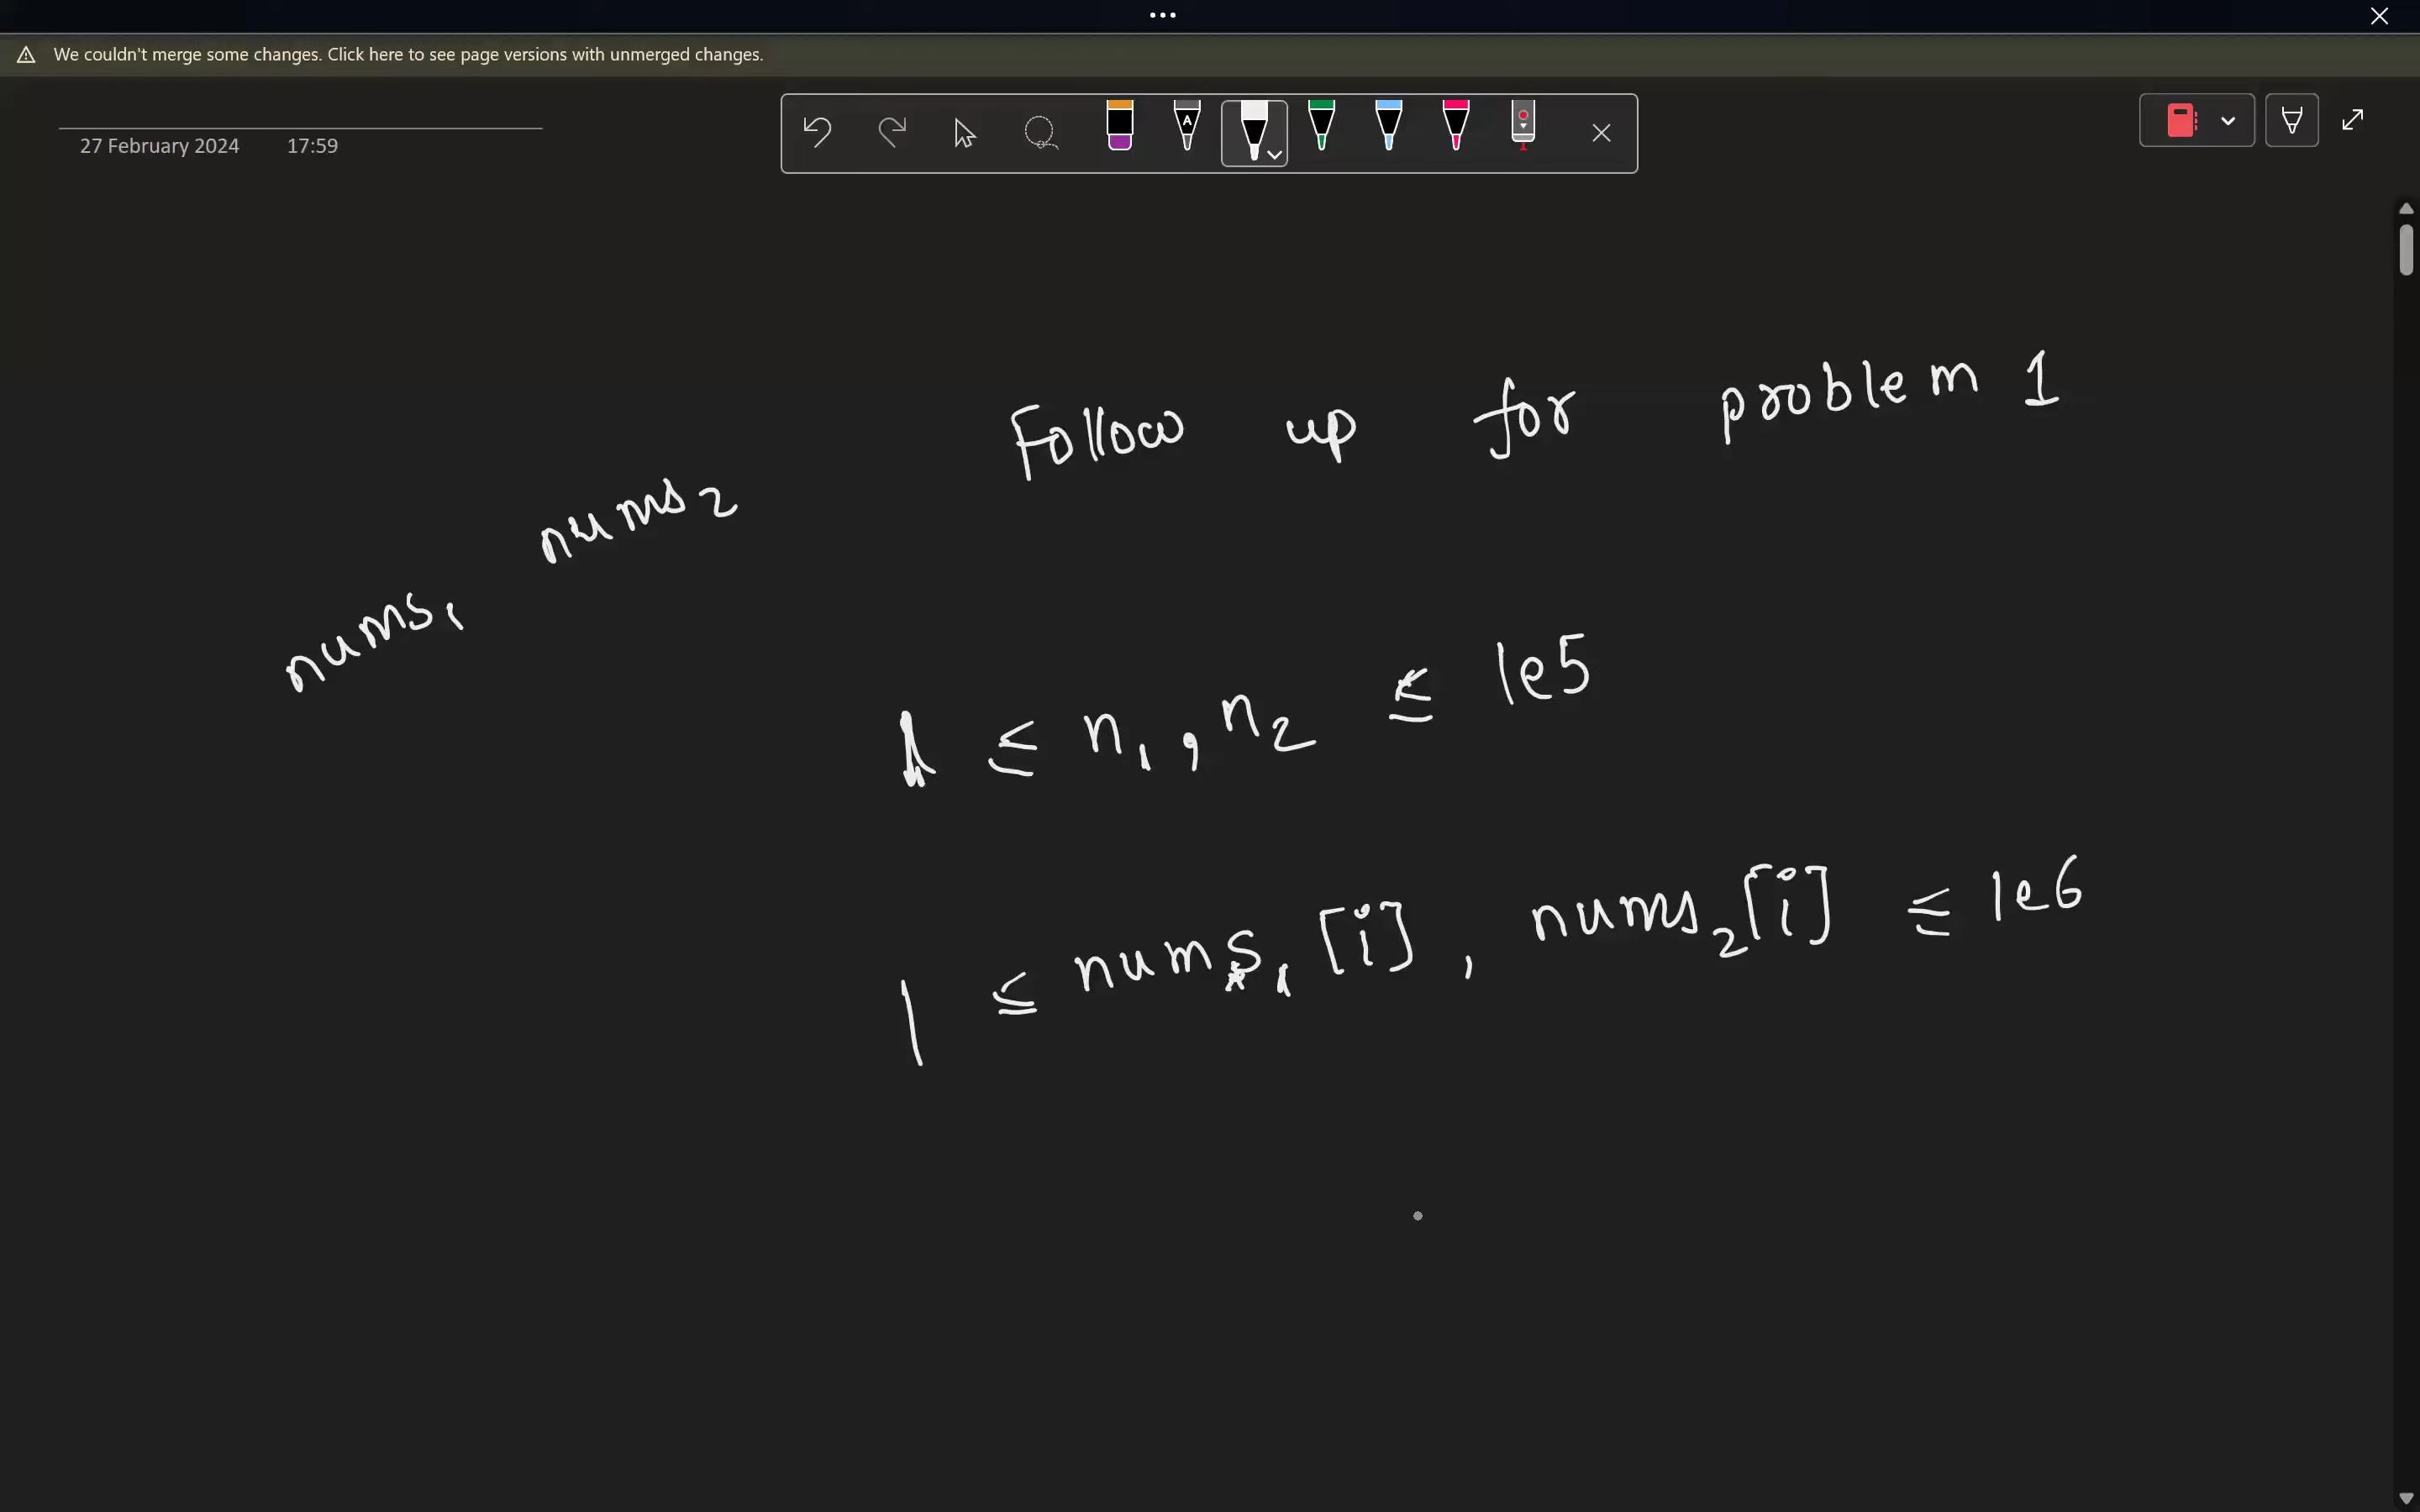 We couldn't merge some changes. Click here to see page versions with unmerged changes.
27 February 2024 17:59
Follow up for problem 1
nums₁ nums₂
1 ≤ n₁, n₂ ≤ 1e5
1 ≤ nums₁[i], nums₂[i] ≤ 1e6